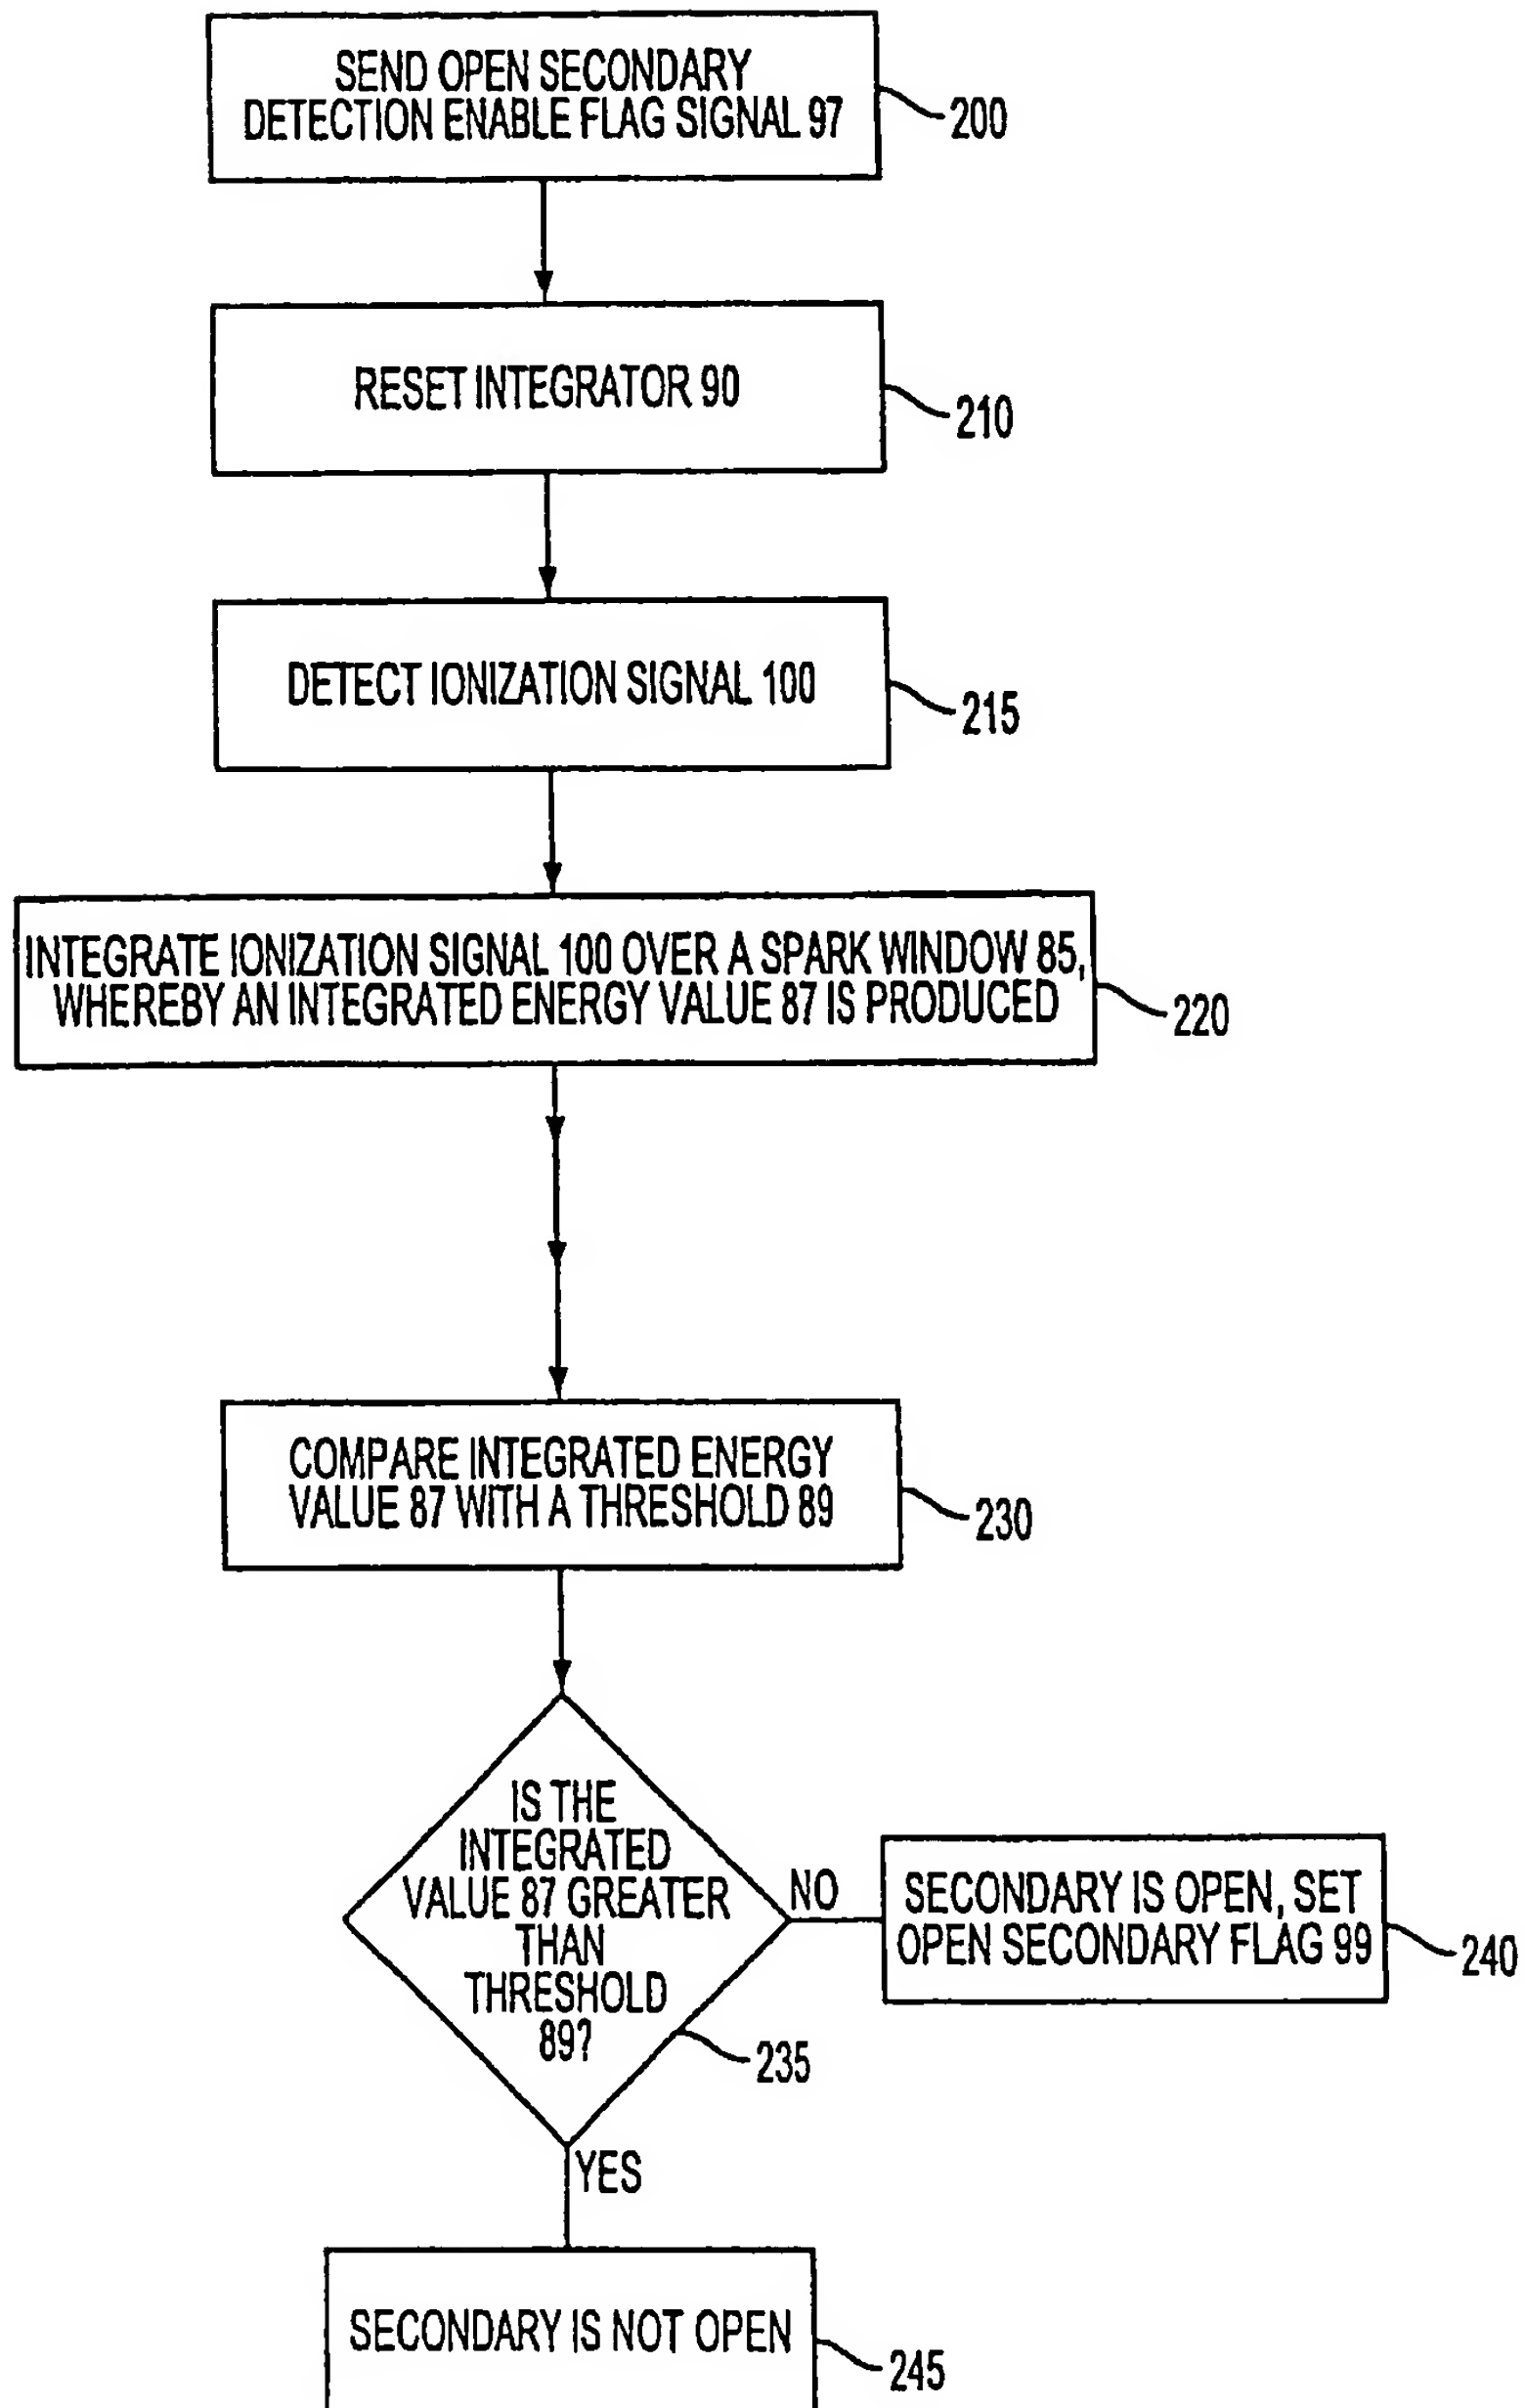 SEND OPEN SECONDARY
DETECTION ENABLE FLAG SIGNAL 97
200
RESET INTEGRATOR 90
210
DETECT IONIZATION SIGNAL 100
215
INTEGRATE IONIZATION SIGNAL 100 OVER A SPARK WINDOW 85,
WHEREBY AN INTEGRATED ENERGY VALUE 87 IS PRODUCED
220
COMPARE INTEGRATED ENERGY
VALUE 87 WITH A THRESHOLD 89
230
IS THE
INTEGRATED
VALUE 87 GREATER
THAN
THRESHOLD
89?
235
NO
SECONDARY IS OPEN, SET
OPEN SECONDARY FLAG 99
240
YES
SECONDARY IS NOT OPEN
245